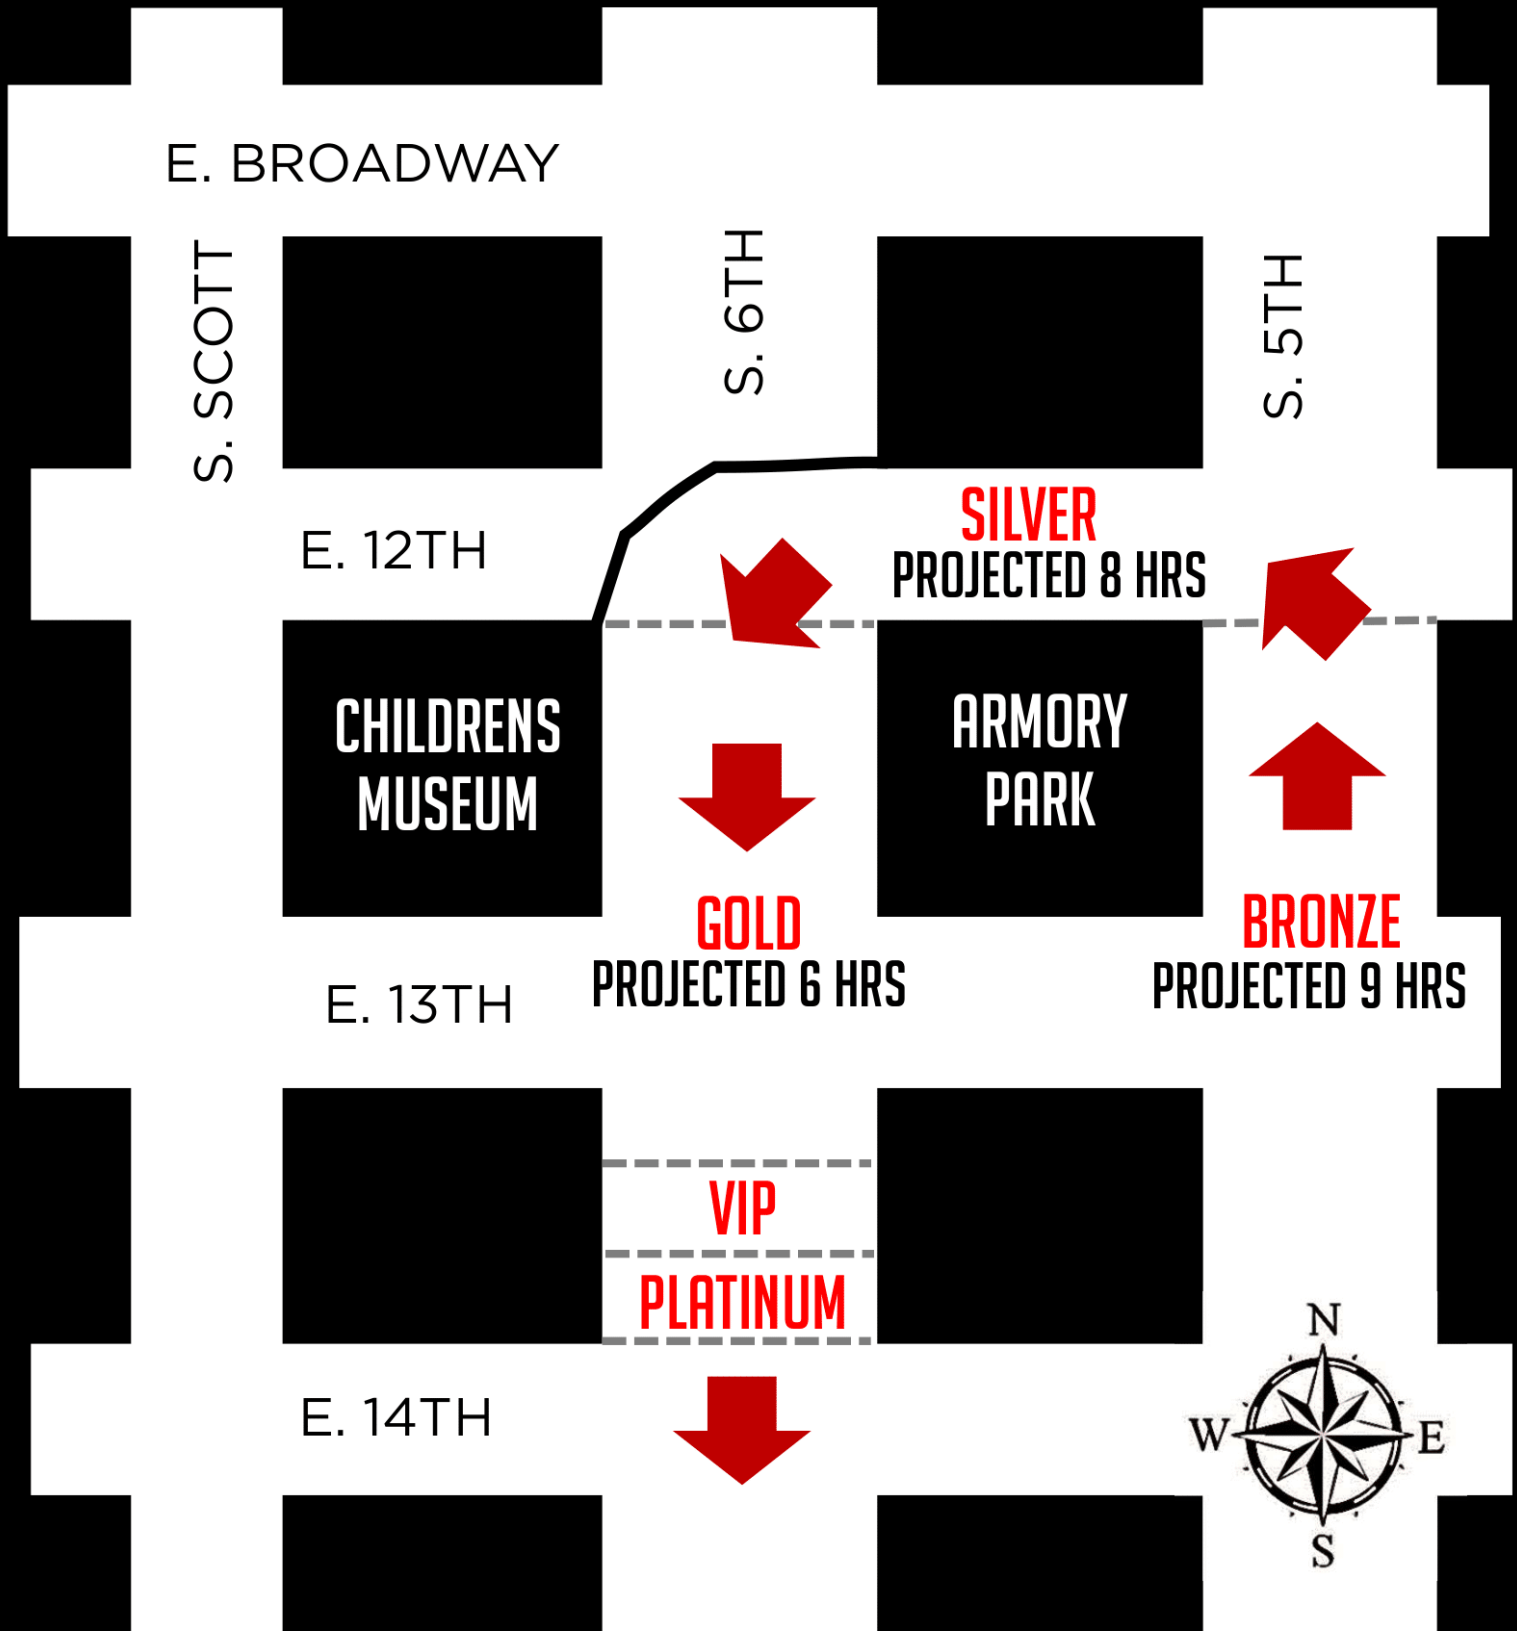 E. BROADWAY
S. SCOTT
S. 6TH
S. 5TH
SILVER
PROJECTED 8 HRS
E. 12TH
CHILDRENS
MUSEUM
ARMORY
PARK
GOLD
PROJECTED 6 HRS
BRONZE
PROJECTED 9 HRS
E. 13TH
VIP
PLATINUM
E. 14TH
N
W
E
S